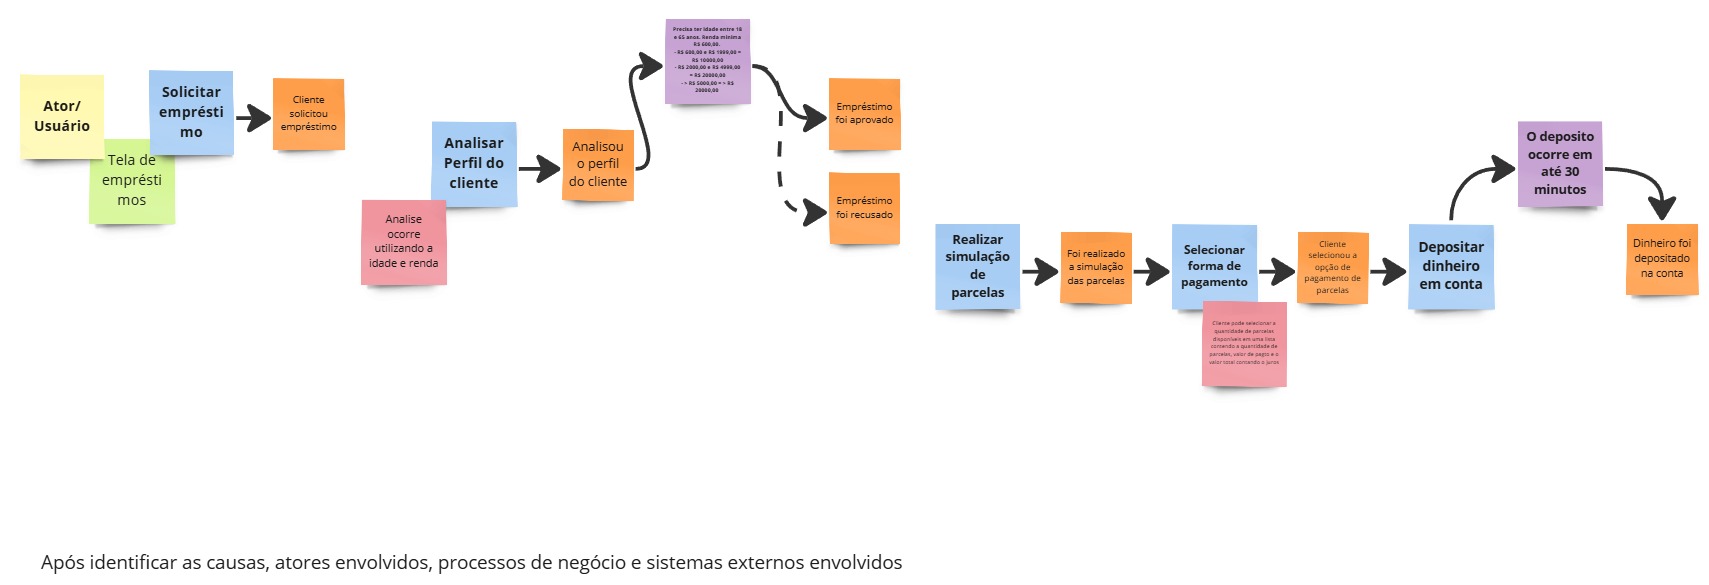 Ator/
Usuário
Tela de
emprésti
mos
Solicitar
emprésti
mo
Cliente
solicitou
empréstimo
Analise
ocorre
utilizando a
idade e renda
Analisar
Perfil do
cliente
Analisou
o perfil
do cliente
Precisa ter idade entre 18
e 65 anos. Renda mínima
R$ 600,00.
- R$ 600,00 e R$ 1999,00 =
R$ 10000,00
- R$ 2000,00 e R$ 4999,00
= R$ 20000,00
- > R$ 5000,00 = > R$
20000,00
Empréstimo
foi aprovado
Empréstimo
foi recusado
Realizar
simulação
de
parcelas
Foi realizado
a simulação
das parcelas
Selecionar
forma de
pagamento
Cliente pode selecionar a
quantidade de parcelas
disponíveis em uma lista
contendo a quantidade de
parcelas, valor de pagto e o
valor total contando o juros
Cliente
selecionou a
opção de
pagamento de
parcelas
Depositar
dinheiro
em conta
O deposito
ocorre em
até 30
minutos
Dinheiro foi
depositado
na conta
Após identificar as causas, atores envolvidos, processos de negócio e sistemas externos envolvidos